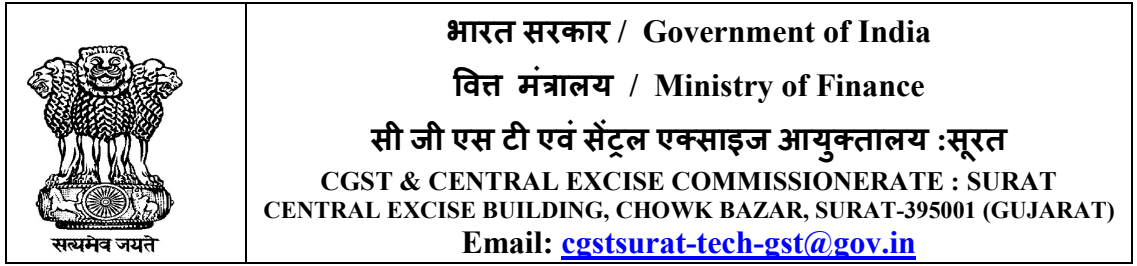 भारत सरकार / Government of India
वित्त मंत्रालय / Ministry of Finance
सी जी एस टी एवं सेंट्रल एक्साइज आयुक्तालय :सूरत
CGST & CENTRAL EXCISE COMMISSIONERATE : SURAT
CENTRAL EXCISE BUILDING, CHOWK BAZAR, SURAT-395001 (GUJARAT)
Email: cgstsurat-tech-gst@gov.in
सत्यमेव जयते